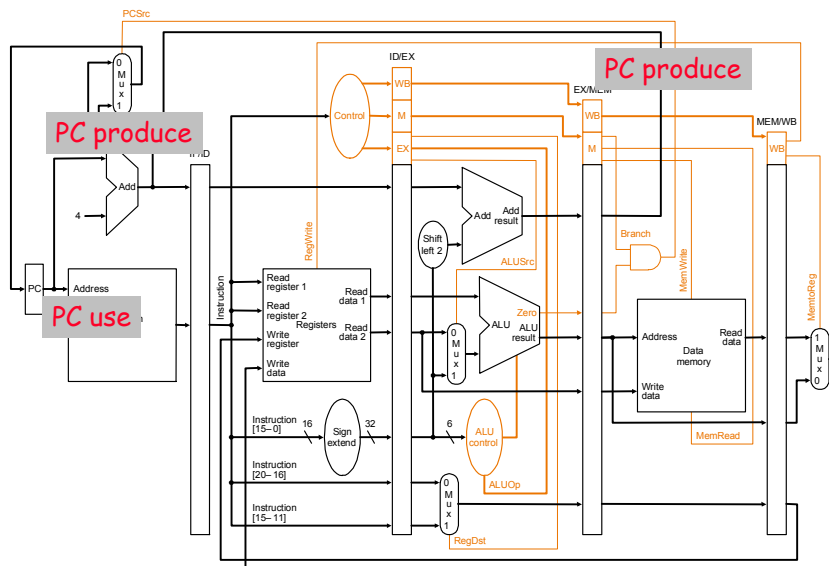 PCSrc
0
M
u
x
1
PC produce
PC produce
ID/EX
EX/MEM
MEM/WB
IF/ID
Control
WB
M
EX
WB
M
WB
Add
4
Add
Add
result
Shift
left 2
RegWrite
ALUSrc
Branch
MemWrite
MemtoReg
PC
Address
PC use
Instruction
Read
register 1
Read
register 2
Write
register
Write
data
Registers
Read
data 1
Read
data 2
0
M
u
x
1
ALU
Zero
ALU
result
Address
Write
data
Data
memory
Read
data
1
M
u
x
0
MemRead
Instruction
[15–0]
16
Sign
extend
32
6
ALU
control
Instruction
[20–16]
Instruction
[15–11]
0
M
u
x
1
ALUOp
RegDst